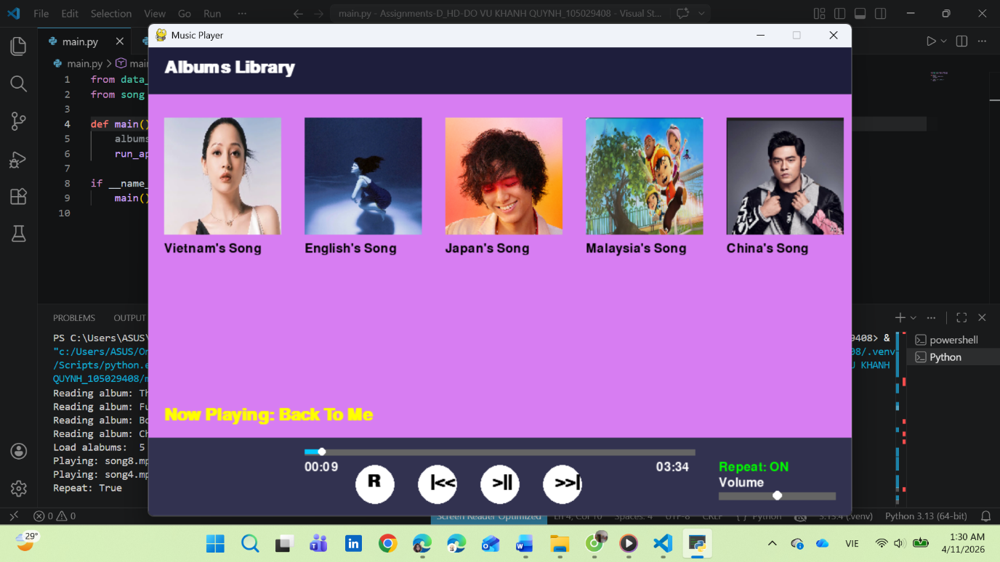 File Edit Selection View Go Run ···
main.py - Assignments-D_HD-DO VU KHANH QUYNH_105029408 - Visual St...
main.py
main.py >
1 from data_
2 from song
3
4 def main()
5 albums
6 run_ap
7
8 if __name_
9 main()
10
Music Player
Albums Library
Vietnam's Song
English's Song
Japan's Song
Malaysia's Song
China's Song
Now Playing: Back To Me
00:09
03:34
R
|<<
>||
>>|
Repeat: ON
Volume
PROBLEMS OUTPUT
PS C:\Users\ASUS\
9408> &
"c:/Users/ASUS/On
08/.venv
/Scripts/python.e
KHANH
QUYNH_105029408/m
Reading album: Th
Reading album: Fu
Reading album: Bo
Reading album: Ch
Load alabums: 5
Playing: song8.mp
Playing: song4.mp
Repeat: True
powershell
Python
0 0
Screen Reader Optimized
Ln 4, Col 10
Spaces: 4
UTF-8
CRLF
{ } Python
3.13.4 (.venv)
Python 3.13 (64-bit)
29°
VIE
1:30 AM
4/11/2026